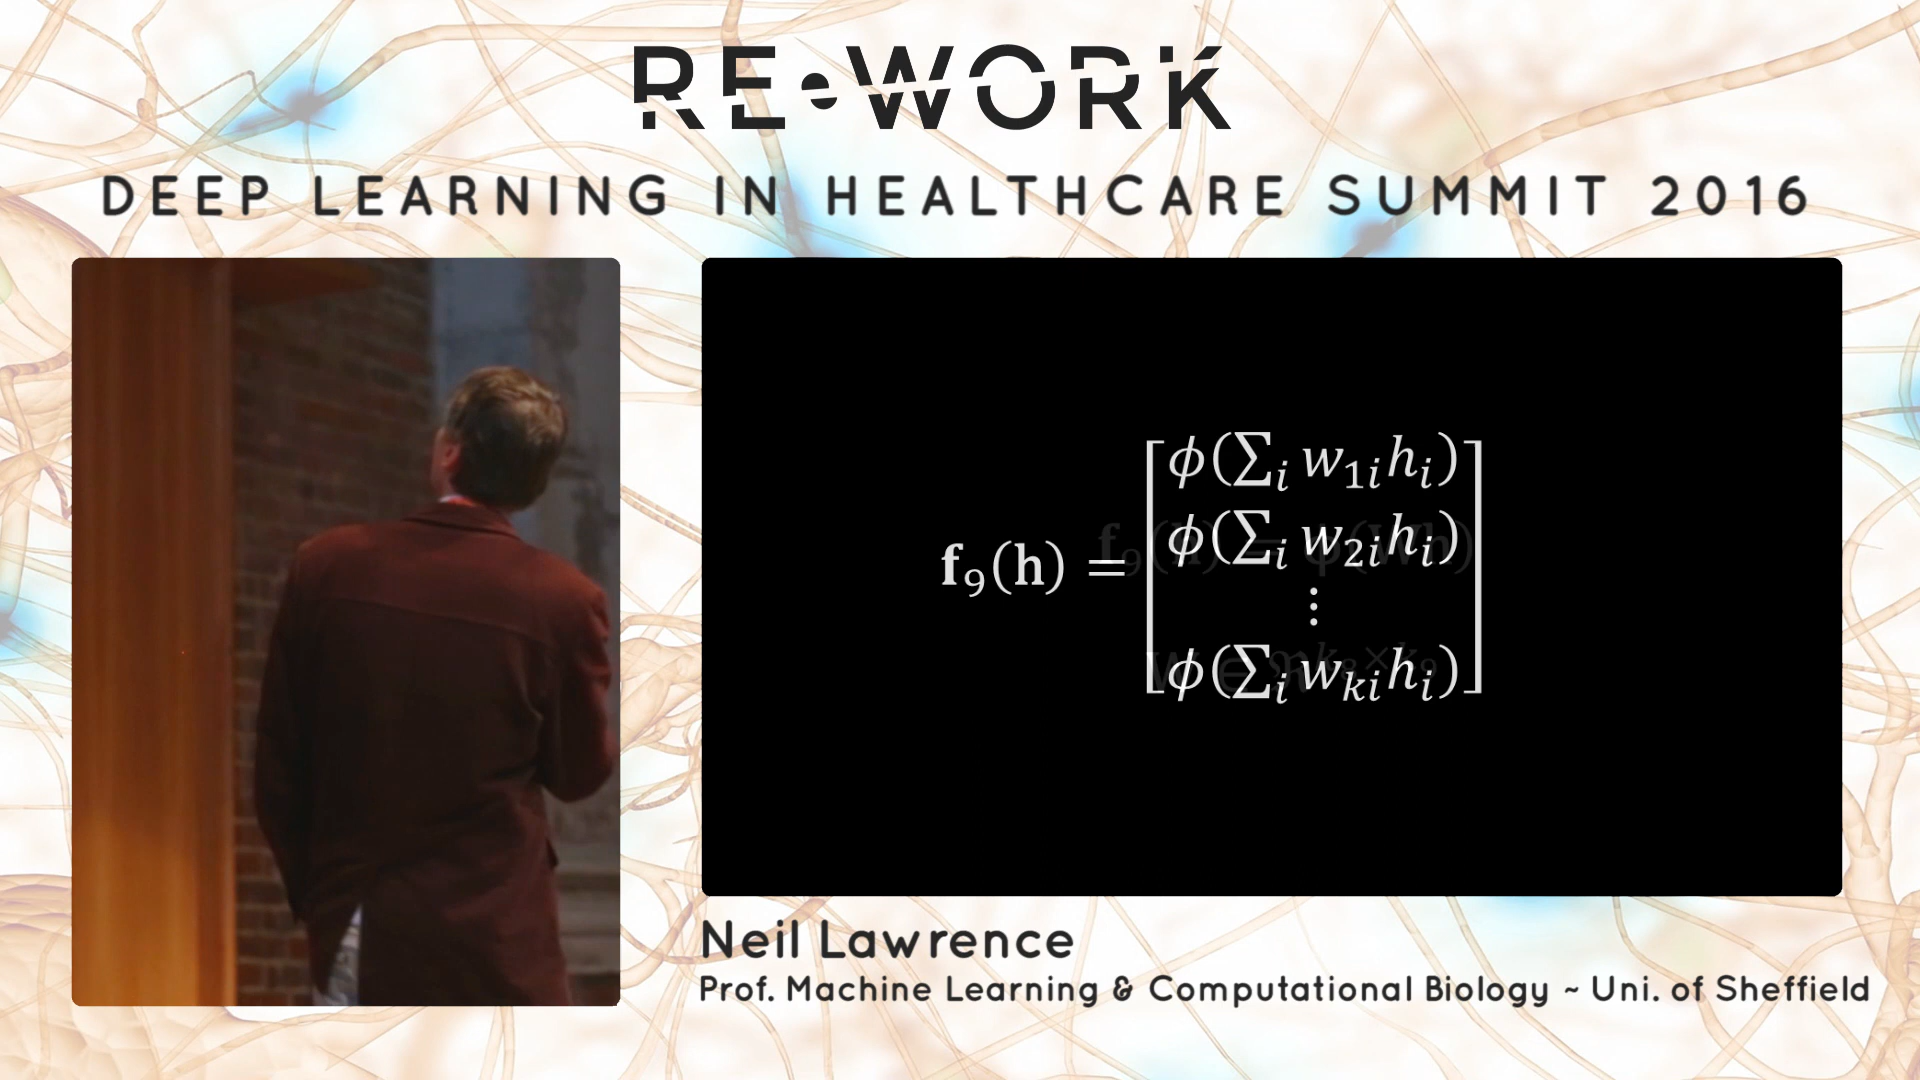 RE•WORK
DEEP LEARNING IN HEALTHCARE SUMMIT 2016
f₉(h) =
ϕ(∑ᵢ w₁ᵢhᵢ)
ϕ(∑ᵢ w₂ᵢhᵢ)
⋮
ϕ(∑ᵢ wₖᵢhᵢ)
Neil Lawrence
Prof. Machine Learning & Computational Biology ~ Uni. of Sheffield